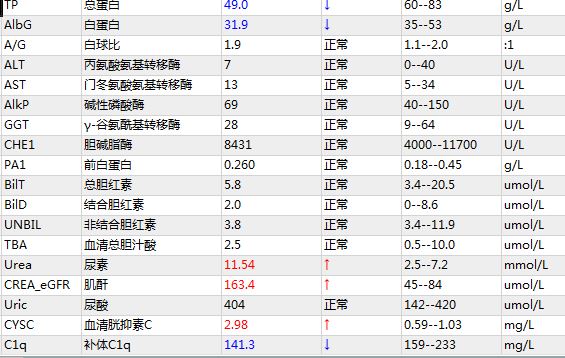 TP 总蛋白 49.0 ↓ 60--83 g/L
AlbG 白蛋白 31.9 ↓ 35--53 g/L
A/G 白球比 1.9 正常 1.1--2.0 :1
ALT 丙氨酸氨基转移酶 7 正常 0--40 U/L
AST 门冬氨酸氨基转移酶 13 正常 5--34 U/L
AlkP 碱性磷酸酶 69 正常 40--150 U/L
GGT γ-谷氨酰基转移酶 28 正常 9--64 U/L
CHE1 胆碱脂酶 8431 正常 4000--11700 U/L
PA1 前白蛋白 0.260 正常 0.18--0.45 g/L
BilT 总胆红素 5.8 正常 3.4--20.5 umol/L
BilD 结合胆红素 2.0 正常 0--8.6 umol/L
UNBIL 非结合胆红素 3.8 正常 3.4--11.9 umol/L
TBA 血清总胆汁酸 2.5 正常 0.5--10.0 umol/L
Urea 尿素 11.54 ↑ 2.5--7.2 mmol/L
CREA_eGFR 肌酐 163.4 ↑ 45--84 umol/L
Uric 尿酸 404 正常 142--420 umol/L
CYSC 血清胱抑素C 2.98 ↑ 0.59--1.03 mg/L
C1q 补体C1q 141.3 ↓ 159--233 mg/L